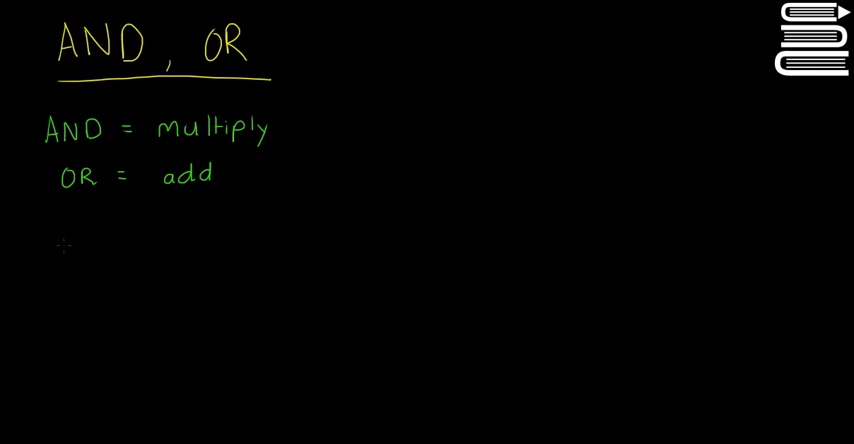 AND, OR
AND = multiply
OR = add